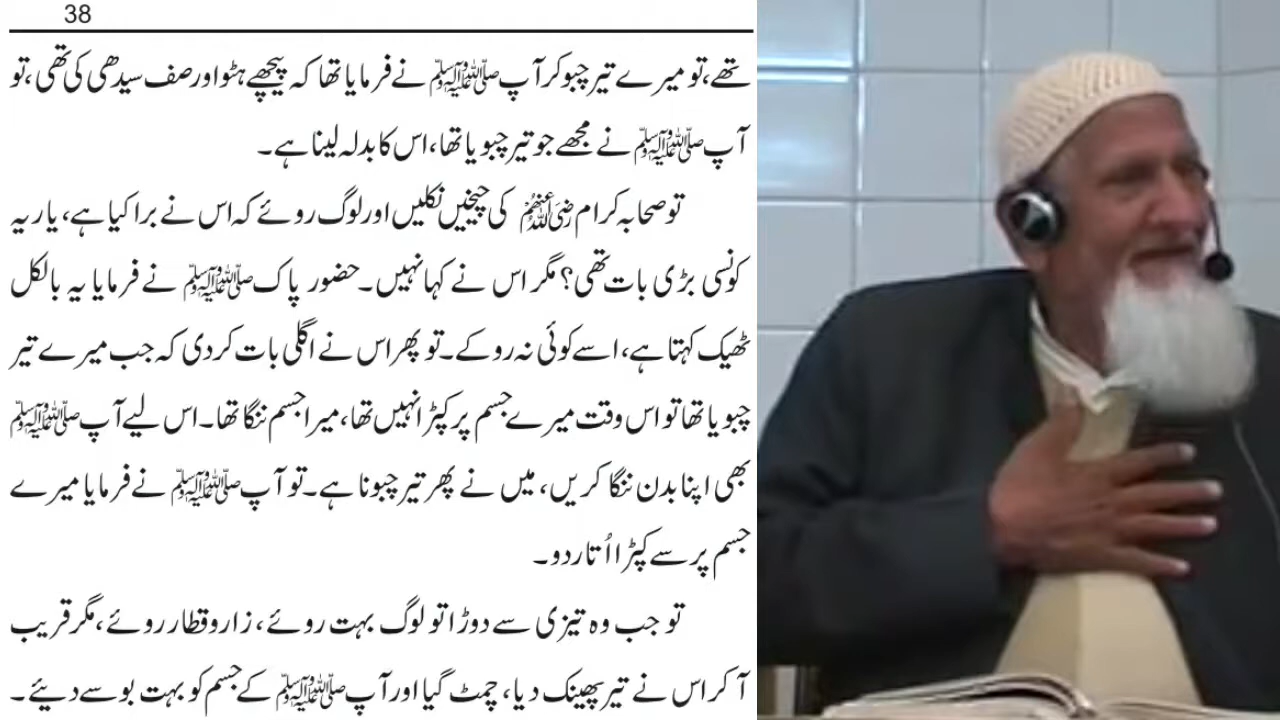 38
تھے، تو میرے تیر چبو کر آپ ﷺ نے فرمایا تھا کہ پیچھے ہٹو اور صف سیدھی کی تھی، تو
آپ ﷺ نے مجھے جو تیر چبویا تھا، اس کا بدلہ لینا ہے۔
تو صحابہ کرام رضی اللہ عنہم کی چیخیں نکلیں اور لوگ روئے کہ اس نے برا کیا ہے، یار یہ
کونسی بڑی بات تھی؟ مگر اس نے کہا نہیں۔ حضور پاک ﷺ نے فرمایا یہ بالکل
ٹھیک کہتا ہے، اسے کوئی نہ روکے۔ تو پھر اس نے اگلی بات کر دی کہ جب میرے تیر
چبویا تھا تو اس وقت میرے جسم پر کپڑا نہیں تھا، میرا جسم ننگا تھا۔ اس لیے آپ ﷺ
بھی اپنا بدن ننگا کریں، میں نے پھر تیر چبونا ہے۔ تو آپ ﷺ نے فرمایا میرے
جسم پر سے کپڑا اُتار دو۔
تو جب وہ تیزی سے دوڑا تو لوگ بہت روئے، زار و قطار روئے، مگر قریب
آ کر اس نے تیر پھینک دیا، چمٹ گیا اور آپ ﷺ کے جسم کو بہت بوسے دیئے۔